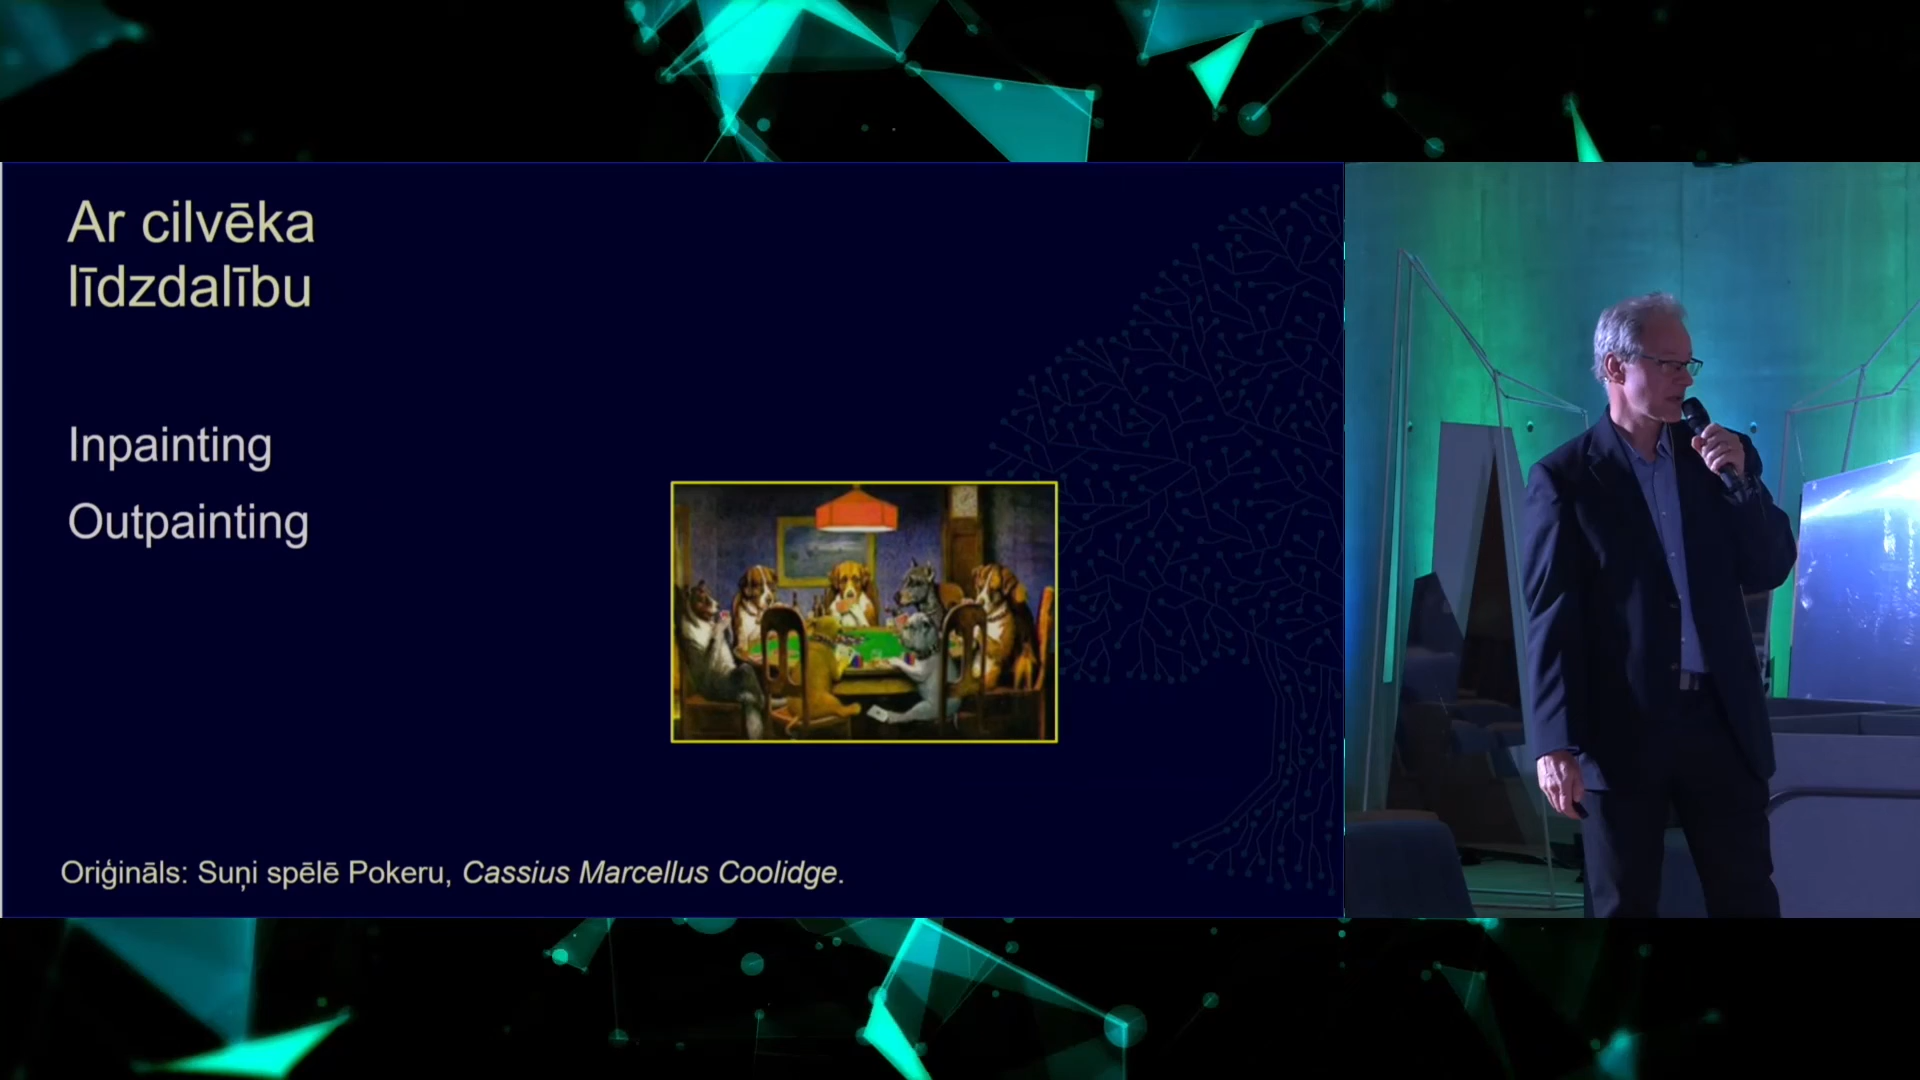 Ar cilvēka
līdzdalību
Inpainting
Outpainting
Oriģināls: Suņi spēlē Pokeru, Cassius Marcellus Coolidge.